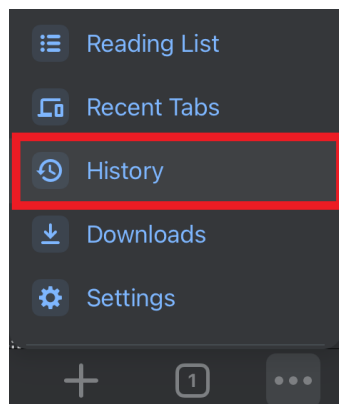 Reading List
Recent Tabs
History
Downloads
Settings
1